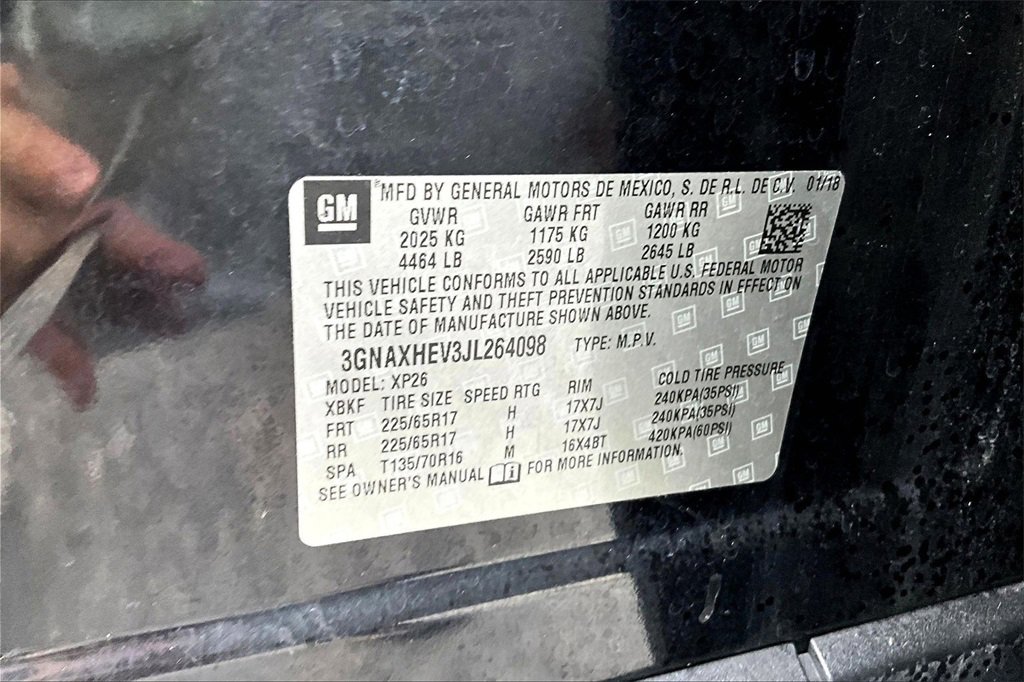 GM
®MFD BY GENERAL MOTORS DE MEXICO, S. DE R.L. DE C.V. 01/18
GVWR GAWR FRT GAWR RR
2025 KG 1175 KG 1200 KG
4464 LB 2590 LB 2645 LB
THIS VEHICLE CONFORMS TO ALL APPLICABLE U.S. FEDERAL MOTOR
VEHICLE SAFETY AND THEFT PREVENTION STANDARDS IN EFFECT ON
THE DATE OF MANUFACTURE SHOWN ABOVE.
3GNAXHEV3JL264098 TYPE: M.P.V.
MODEL: XP26
XBKF TIRE SIZE SPEED RTG RIM COLD TIRE PRESSURE
FRT 225/65R17 H 17X7J 240KPA(35PSI)
RR 225/65R17 H 17X7J 240KPA(35PSI)
SPA T135/70R16 M 16X4BT 420KPA(60PSI)
SEE OWNER'S MANUAL FOR MORE INFORMATION.